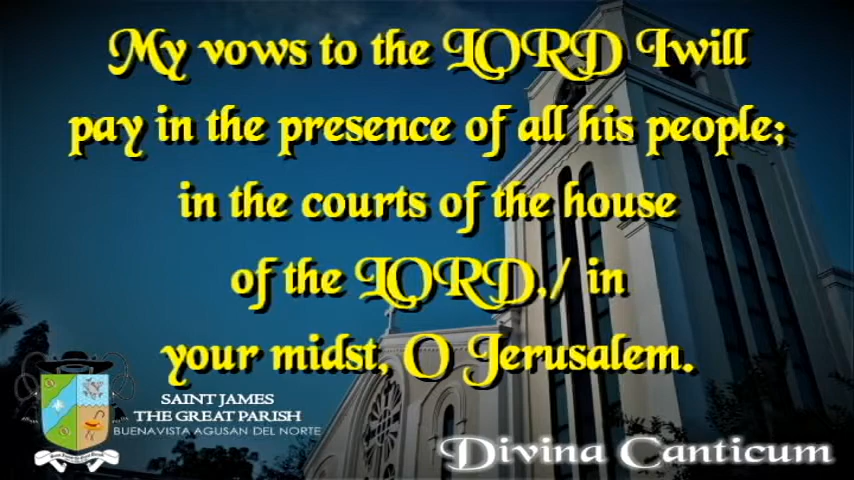 My vows to the LORD Iwill
pay in the presence of all his people;
in the courts of the house
of the LORD,/ in
your midst, O Jerusalem.
SAINT JAMES
THE GREAT PARISH
BUENAVISTA AGUSAN DEL NORTE
Divina Canticum